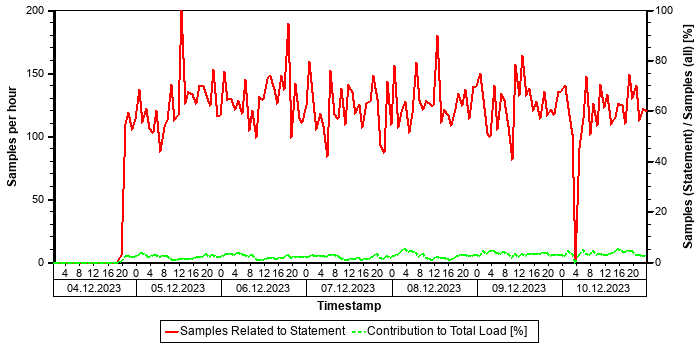 200
150
100
50
0
Samples per hour
100
80
60
40
20
0
Samples (Statement) / Samples (all) [%]
4 8 12 16 20 0 4 8 12 16 20 0 4 8 12 16 20 0 4 8 12 16 20 0 4 8 12 16 20 0 4 8 12 16 20 0 4 8 12 16 20
04.12.2023 05.12.2023 06.12.2023 07.12.2023 08.12.2023 09.12.2023 10.12.2023
Timestamp
Samples Related to Statement Contribution to Total Load [%]